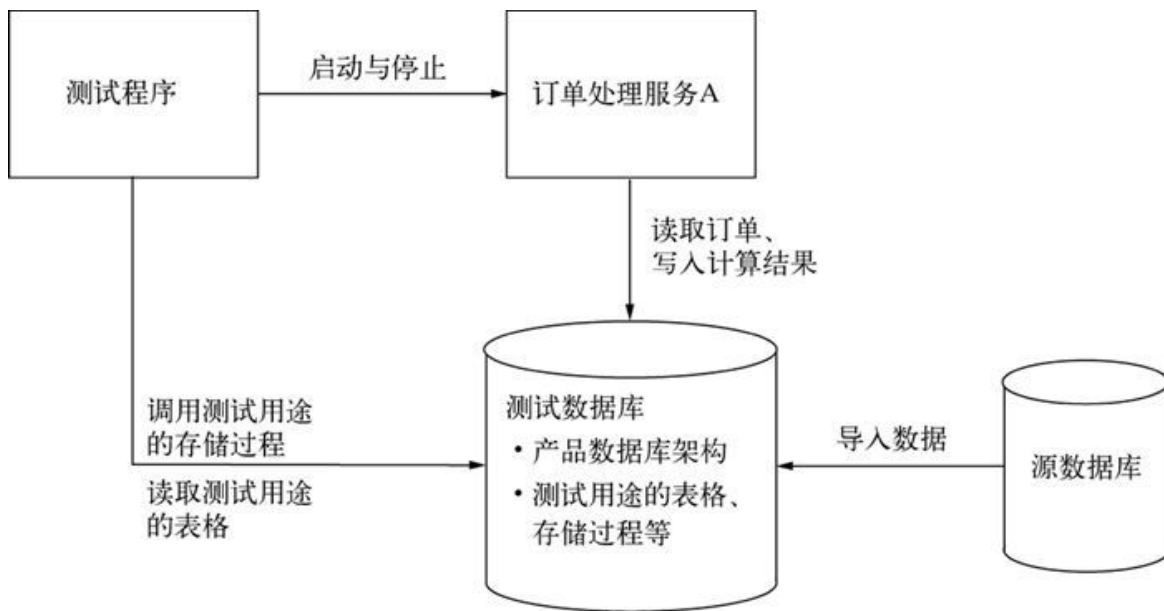 测试程序
启动与停止
订单处理服务A
读取订单、
写入计算结果
调用测试用途
的存储过程
读取测试用途
的表格
测试数据库
•产品数据库架构
•测试用途的表格、
存储过程等
导入数据
源数据库